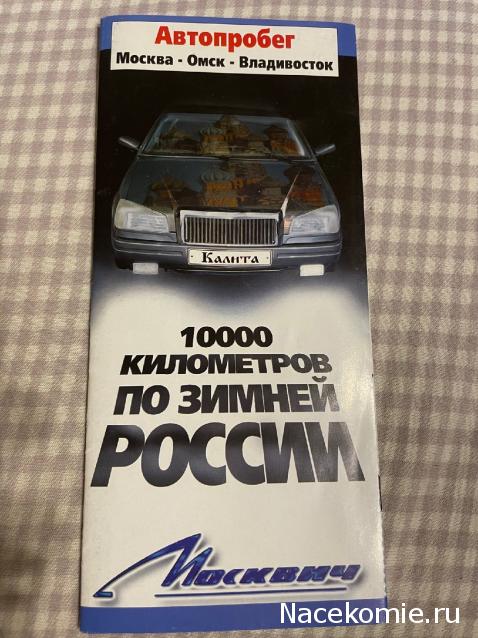 Автопробег
Москва - Омск - Владивосток
Калита
10000
КИЛОМЕТРОВ
ПО ЗИМНЕЙ
РОССИИ
Москвич
Nacekomie.ru